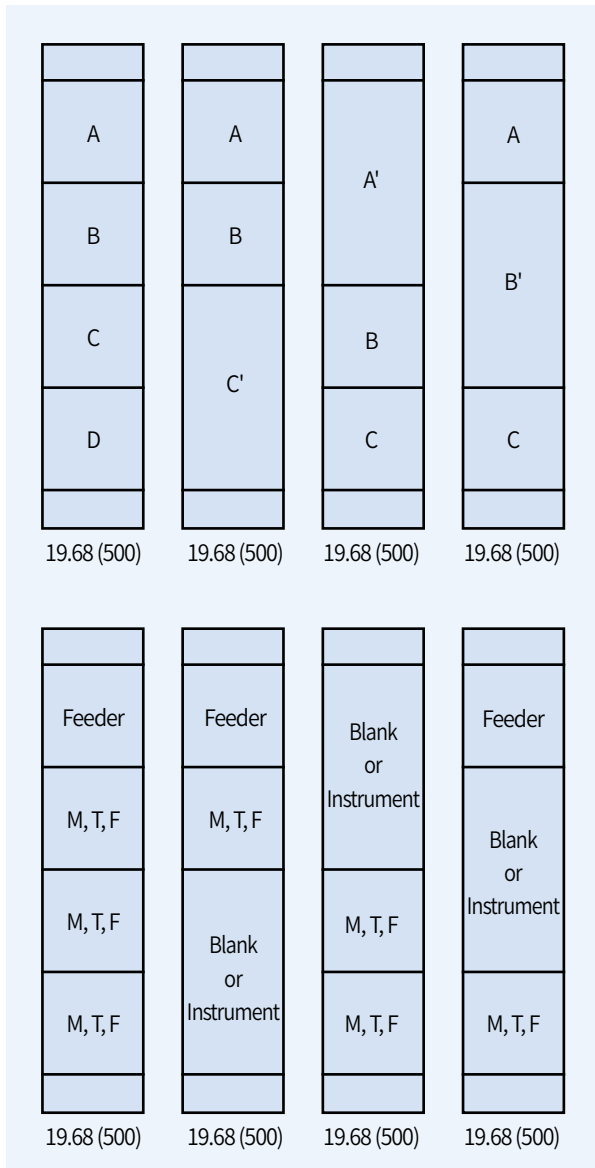 A
B
C
D
19.68 (500)
A
B
C'
19.68 (500)
A'
B
C
19.68 (500)
A
B'
C
19.68 (500)
Feeder
M, T, F
M, T, F
M, T, F
19.68 (500)
Feeder
M, T, F
Blank
or
Instrument
19.68 (500)
Blank
or
Instrument
M, T, F
M, T, F
19.68 (500)
Feeder
Blank
or
Instrument
M, T, F
19.68 (500)